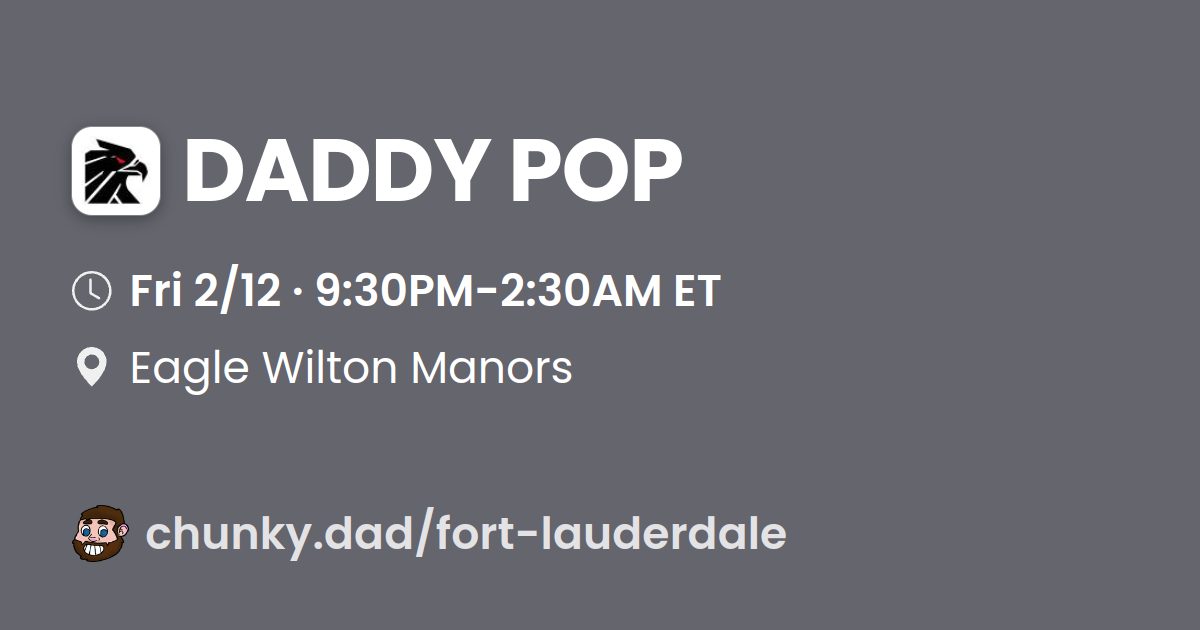 DADDY POP
Fri 2/12 · 9:30PM–2:30AM ET
Eagle Wilton Manors
chunky.dad/fort-lauderdale